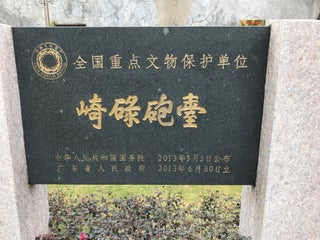 全国重点文物保护单位
崎碌砲臺
中华人民共和国国务院 2013年3月5日公布
广东省人民政府 2013年6月30日立